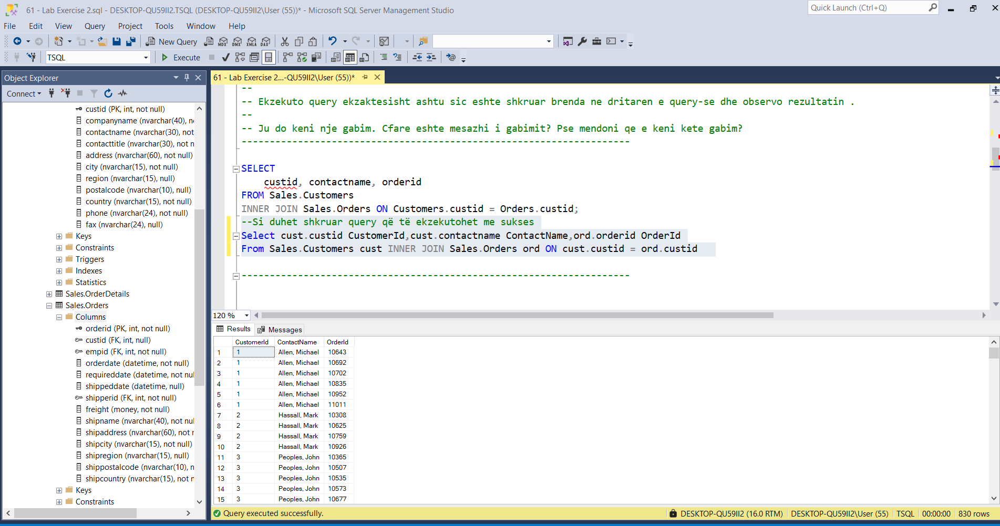 61 - Lab Exercise 2.sql - DESKTOP-QU59II2.TSQL (DESKTOP-QU59II2\User (55))* - Microsoft SQL Server Management Studio
Quick Launch (Ctrl+Q)
File Edit View Query Project Tools Window Help
New Query MDX DMX XMLA DAX
TSQL Execute
Object Explorer
Connect
custid (PK, int, not null)
companyname (nvarchar(40), n
contactname (nvarchar(30), not
contacttitle (nvarchar(30), not n
address (nvarchar(60), not null)
city (nvarchar(15), not null)
region (nvarchar(15), null)
postalcode (nvarchar(10), null)
country (nvarchar(15), not null)
phone (nvarchar(24), not null)
fax (nvarchar(24), null)
Keys
Constraints
Triggers
Indexes
Statistics
Sales.OrderDetails
Sales.Orders
Columns
orderid (PK, int, not null)
custid (FK, int, null)
empid (FK, int, not null)
orderdate (datetime, not null)
requireddate (datetime, not nul
shippeddate (datetime, null)
shipperid (FK, int, not null)
freight (money, not null)
shipname (nvarchar(40), not nul
shipaddress (nvarchar(60), not r
shipcity (nvarchar(15), not null)
shipregion (nvarchar(15), null)
shippostalcode (nvarchar(10), n
shipcountry (nvarchar(15), not r
Keys
Constraints
61 - Lab Exercise 2...-QU59II2\User (55))*
--
-- Ekzekuto query ekzaktesisht ashtu sic eshte shkruar brenda ne dritaren e query-se dhe observo rezultatin .
--
-- Ju do keni nje gabim. Cfare eshte mesazhi i gabimit? Pse mendoni qe e keni kete gabim?
---------------------------------------------------------------------
SELECT
custid, contactname, orderid
FROM Sales.Customers
INNER JOIN Sales.Orders ON Customers.custid = Orders.custid;
--Si duhet shkruar query që të ekzekutohet me sukses
Select cust.custid CustomerId,cust.contactname ContactName,ord.orderid OrderId
From Sales.Customers cust INNER JOIN Sales.Orders ord ON cust.custid = ord.custid
---------------------------------------------------------------------
120 %
Results Messages
CustomerId ContactName OrderId
1 1 Allen, Michael 10643
2 1 Allen, Michael 10692
3 1 Allen, Michael 10702
4 1 Allen, Michael 10835
5 1 Allen, Michael 10952
6 1 Allen, Michael 11011
7 2 Hassall, Mark 10308
8 2 Hassall, Mark 10625
9 2 Hassall, Mark 10759
10 2 Hassall, Mark 10926
11 3 Peoples, John 10365
12 3 Peoples, John 10507
13 3 Peoples, John 10535
14 3 Peoples, John 10573
15 3 Peoples, John 10677
Query executed successfully. DESKTOP-QU59II2 (16.0 RTM) DESKTOP-QU59II2\User (55) TSQL 00:00:00 830 rows